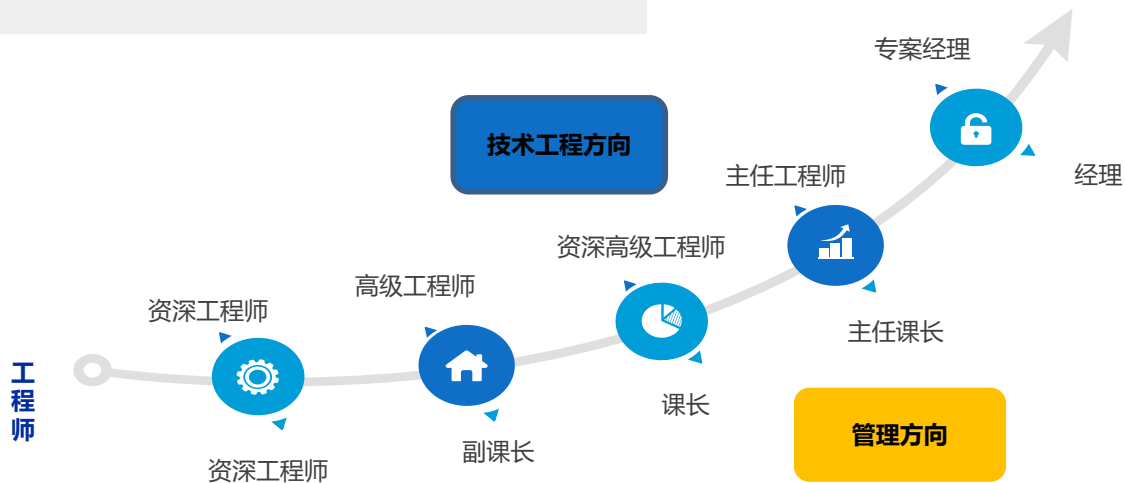 专案经理
技术工程方向
主任工程师
经理
资深高级工程师
高级工程师
资深工程师
主任课长
工程师
课长
管理方向
副课长
资深工程师